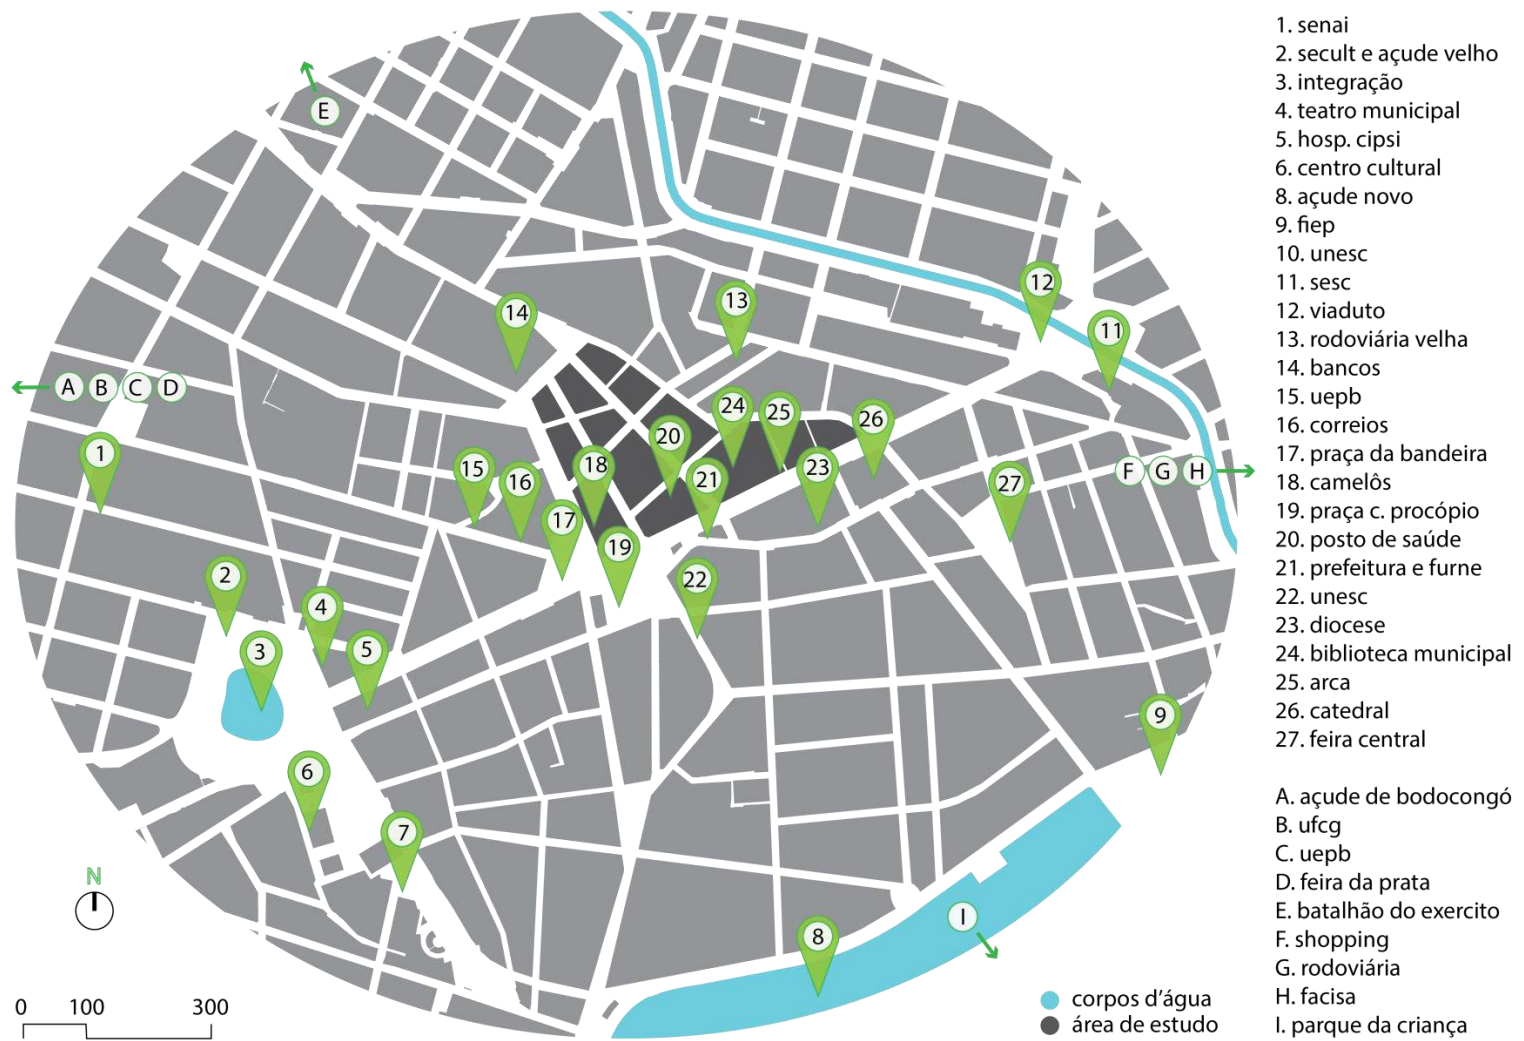 E
14
13
12
11
A B C D
1
15
16
17
18
19
20
21
24
25
26
23
27
F G H
22
2
4
3
5
6
7
9
8
I
N
0 100 300
corpos d'água
área de estudo
1. senai
2. secult e açude velho
3. integração
4. teatro municipal
5. hosp. cipsi
6. centro cultural
8. açude novo
9. fiep
10. unesc
11. sesc
12. viaduto
13. rodoviária velha
14. bancos
15. uepb
16. correios
17. praça da bandeira
18. camelôs
19. praça c. procópio
20. posto de saúde
21. prefeitura e furne
22. unesc
23. diocese
24. biblioteca municipal
25. arca
26. catedral
27. feira central
A. açude de bodocongó
B. ufcg
C. uepb
D. feira da prata
E. batalhão do exercito
F. shopping
G. rodoviária
H. facisa
I. parque da criança